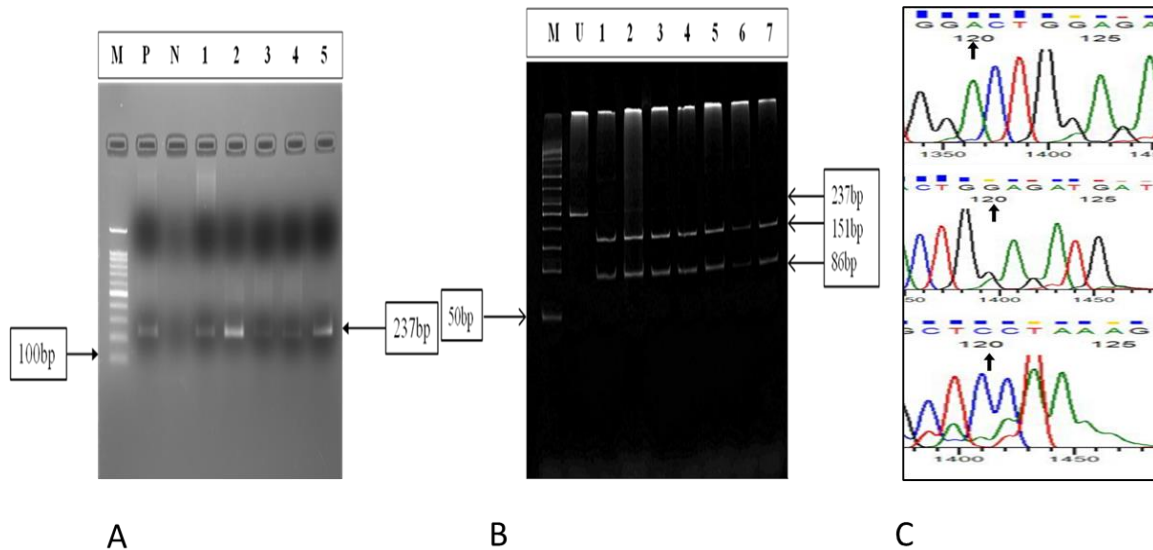 M P N 1 2 3 4 5
100bp
237bp
A
M U 1 2 3 4 5 6 7
50bp
237bp
151bp
86bp
B
G G A C T G G A G A
120 125
1350 1400
A C T G G A G A T G A T
120 125
1400 1450
G C T C C T A A A G
120 125
1400 1450
C